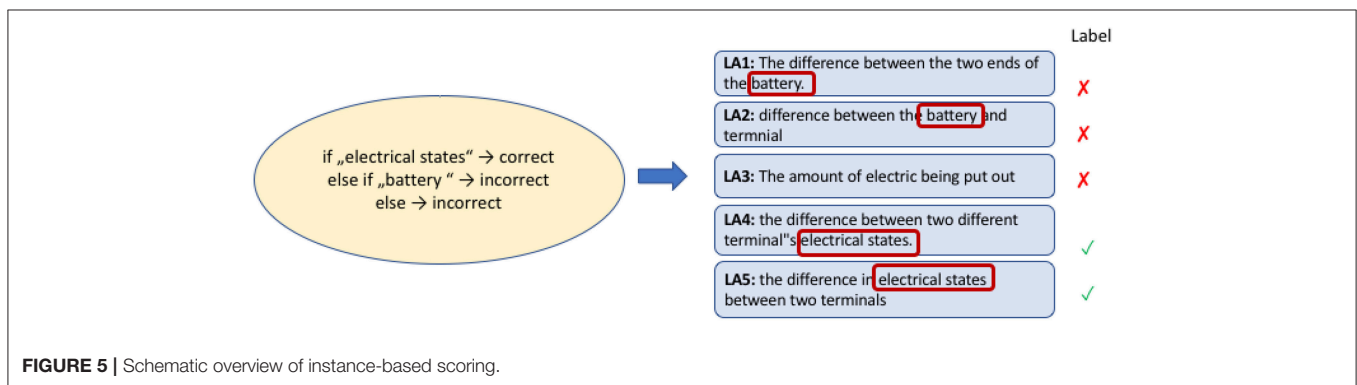 Label
if „electrical states“ → correct
else if „battery “ → incorrect
else → incorrect
LA1: The difference between the two ends of
the battery.
✗
LA2: difference between the battery and
termnial
✗
LA3: The amount of electric being put out
✗
LA4: the difference between two different
terminal"s electrical states.
✓
LA5: the difference in electrical states
between two terminals
✓
FIGURE 5 | Schematic overview of instance-based scoring.